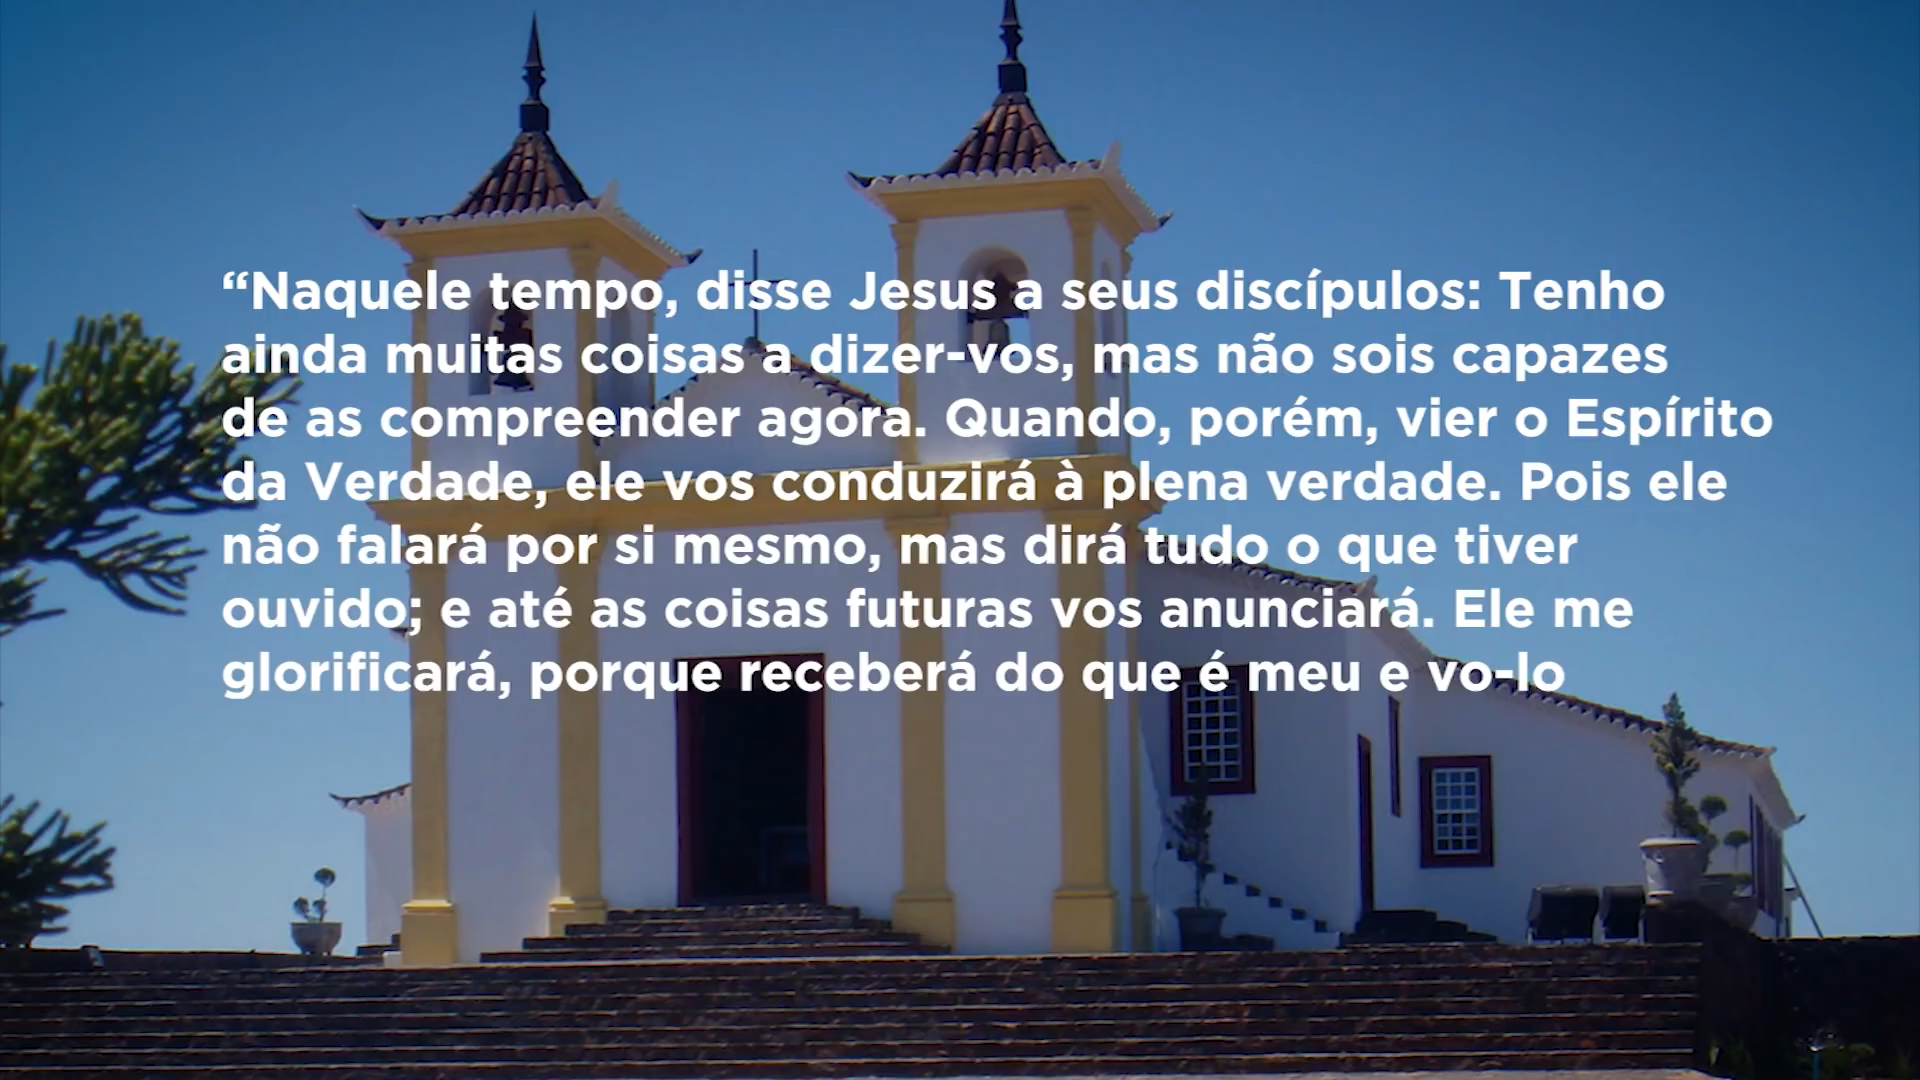 “Naquele tempo, disse Jesus a seus discípulos: Tenho
ainda muitas coisas a dizer-vos, mas não sois capazes
de as compreender agora. Quando, porém, vier o Espírito
da Verdade, ele vos conduzirá à plena verdade. Pois ele
não falará por si mesmo, mas dirá tudo o que tiver
ouvido; e até as coisas futuras vos anunciará. Ele me
glorificará, porque receberá do que é meu e vo-lo